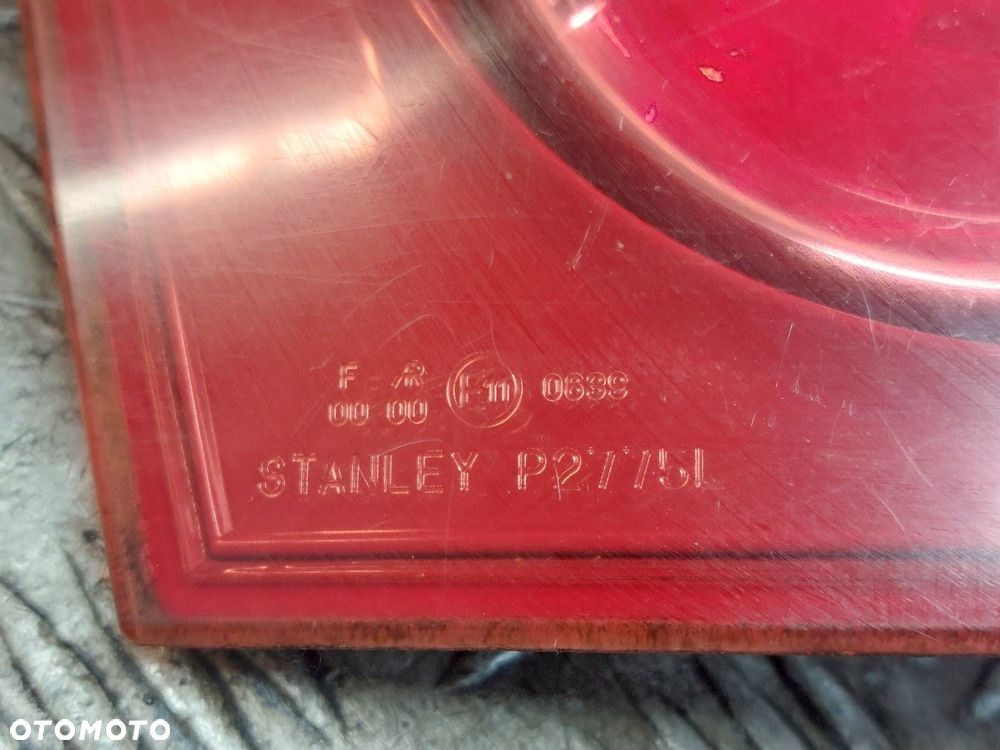 F /R E11 0639
00 00
STANLEY P2775L
OTOMOTO